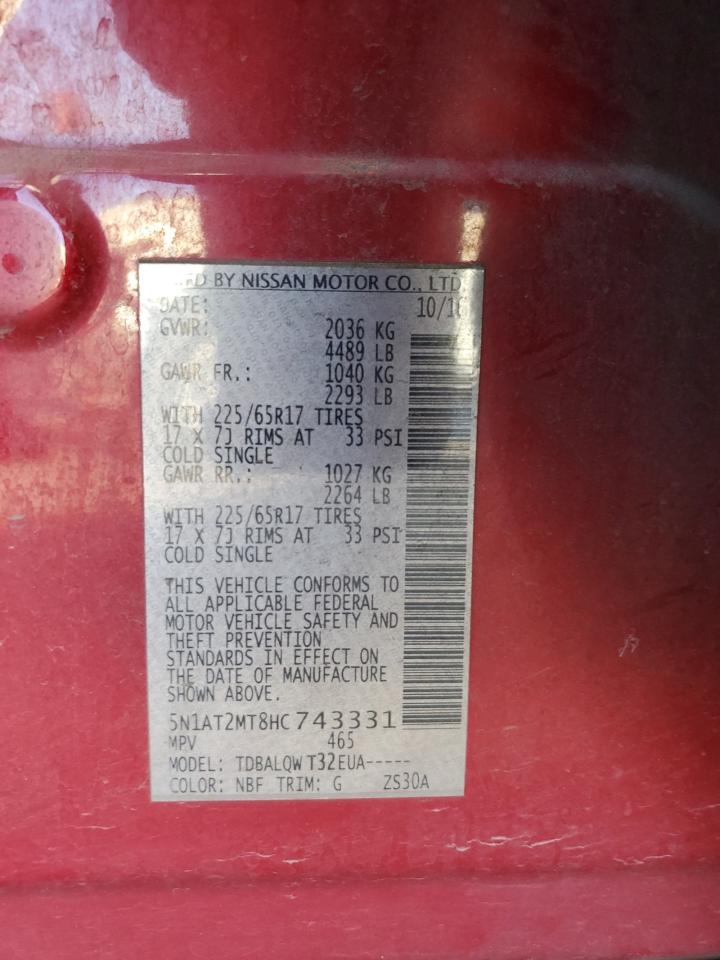 MFD BY NISSAN MOTOR CO., LTD
DATE: 10/16
GVWR: 2036 KG
4489 LB
GAWR FR.: 1040 KG
2293 LB
WITH 225/65R17 TIRES
17 X 7J RIMS AT 33 PSI
COLD SINGLE
GAWR RR.: 1027 KG
2264 LB
WITH 225/65R17 TIRES
17 X 7J RIMS AT 33 PSI
COLD SINGLE
THIS VEHICLE CONFORMS TO
ALL APPLICABLE FEDERAL
MOTOR VEHICLE SAFETY AND
THEFT PREVENTION
STANDARDS IN EFFECT ON
THE DATE OF MANUFACTURE
SHOWN ABOVE.
5N1AT2MT8HC743331
MPV 465
MODEL: TDBALQW T32EUA-----
COLOR: NBF TRIM: G ZS30A